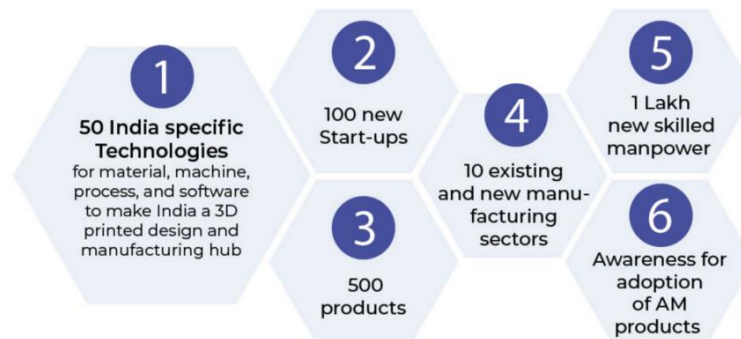 1
50 India specific
Technologies
for material, machine,
process, and software
to make India a 3D
printed design and
manufacturing hub
2
100 new
Start-ups
3
500
products
4
10 existing
and new manu-
facturing
sectors
5
1 Lakh
new skilled
manpower
6
Awareness for
adoption
of AM
products